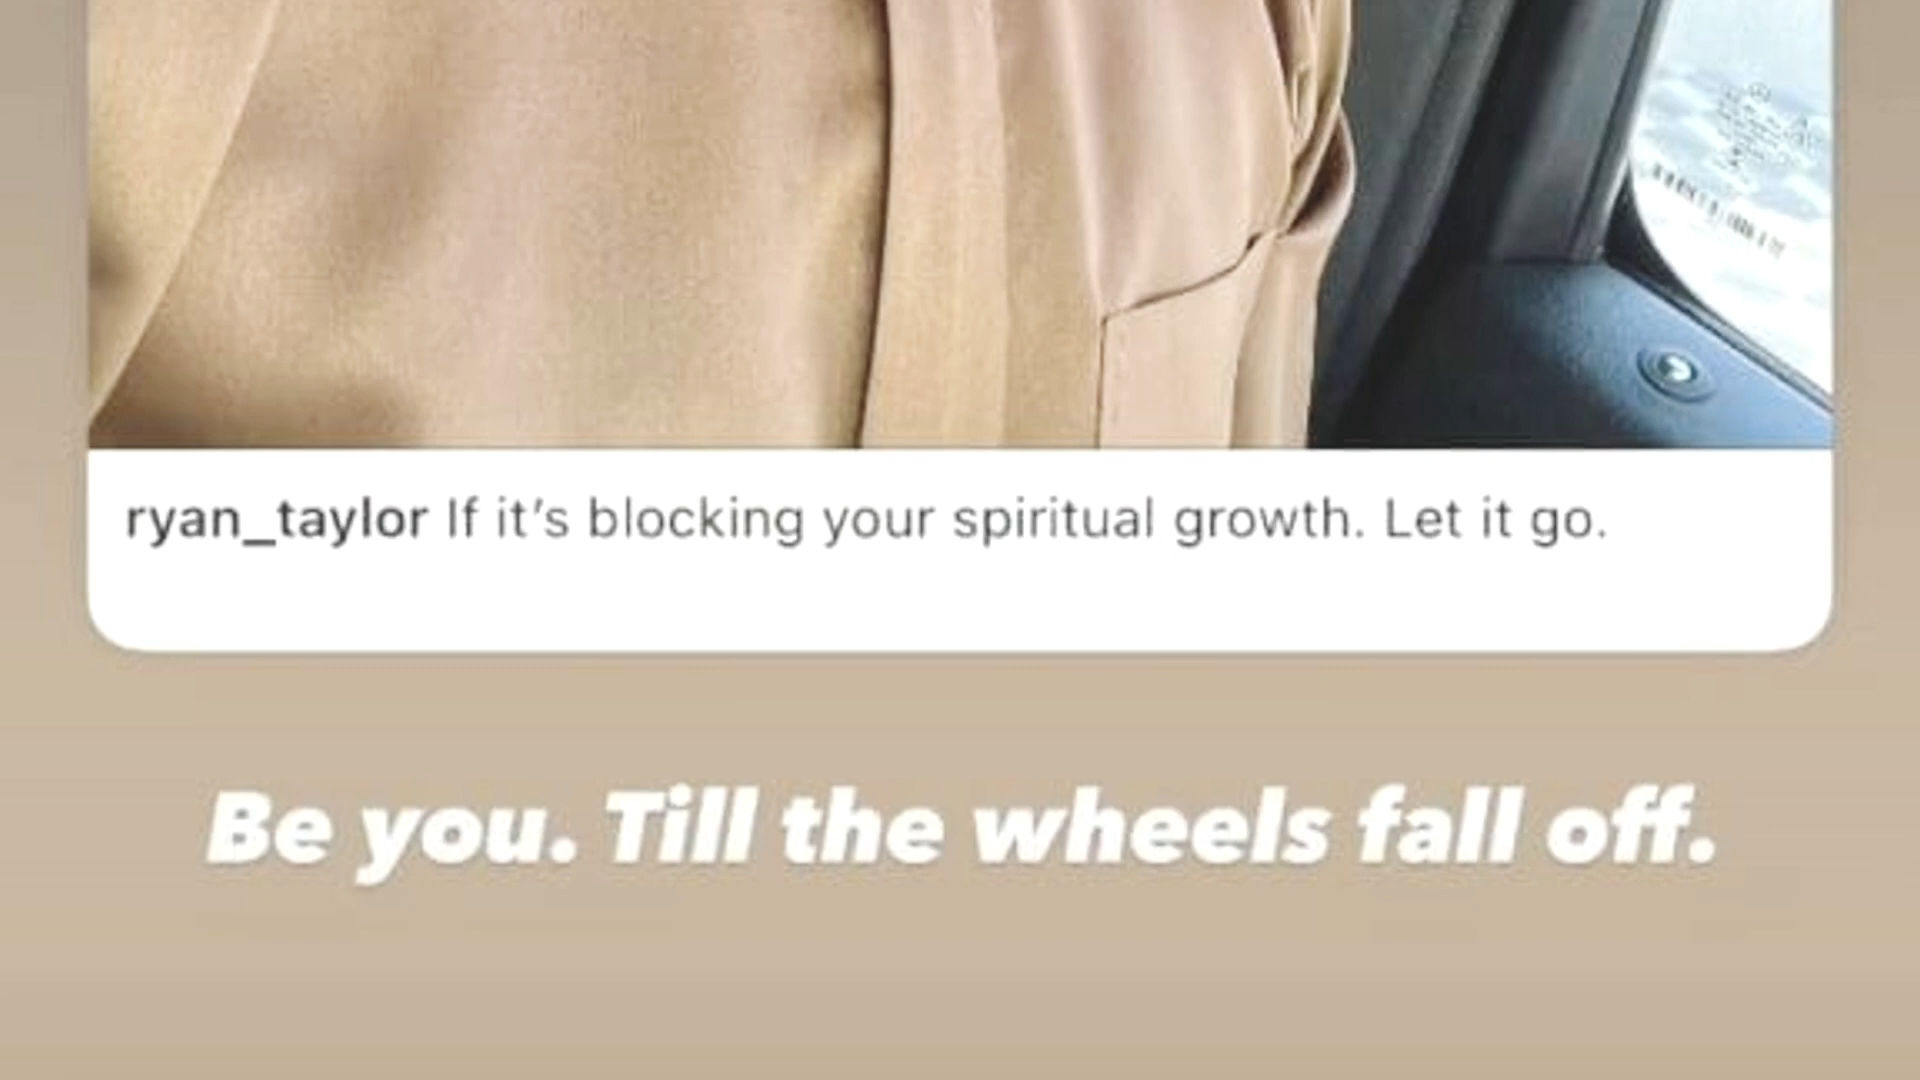 ryan_taylor If it’s blocking your spiritual growth. Let it go.
Be you. Till the wheels fall off.